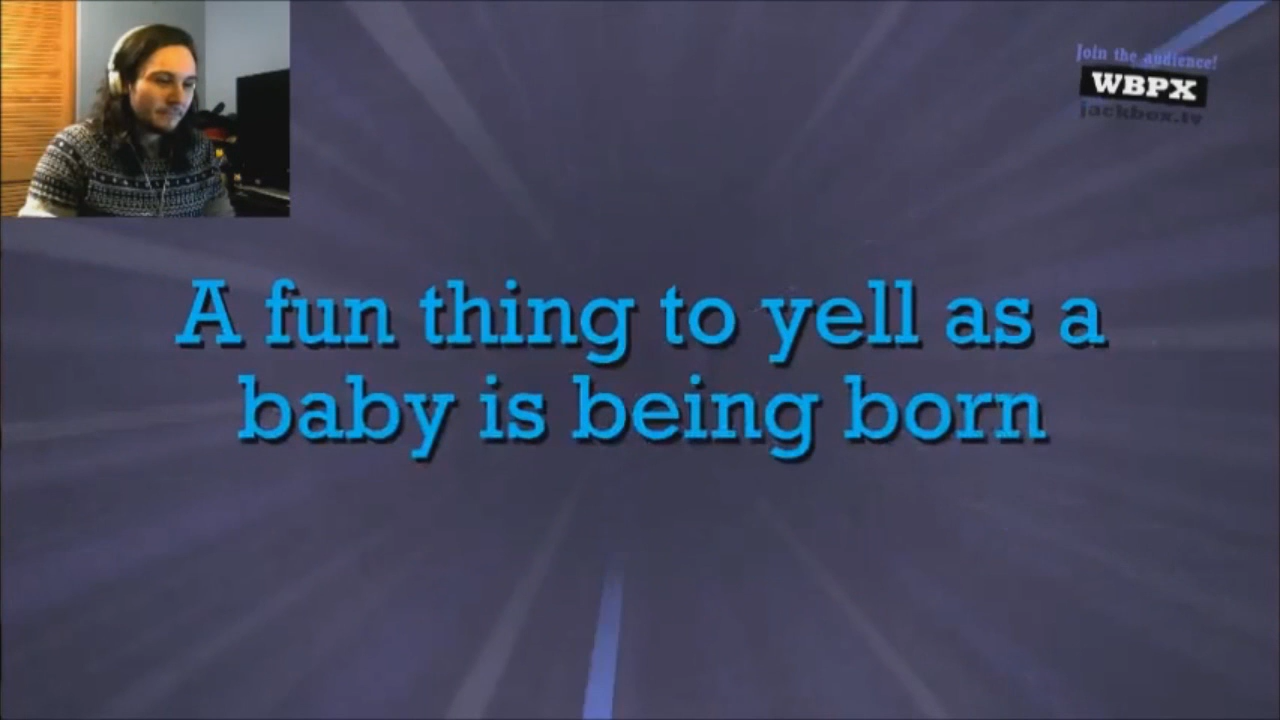 Join the audience!
WBPX
jackbox.tv
A fun thing to yell as a
baby is being born